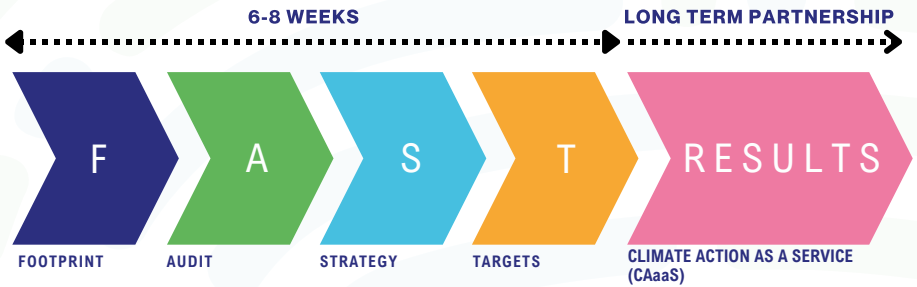 6-8 WEEKS
LONG TERM PARTNERSHIP
F
A
S
T
RESULTS
FOOTPRINT
AUDIT
STRATEGY
TARGETS
CLIMATE ACTION AS A SERVICE
(CAaaS)